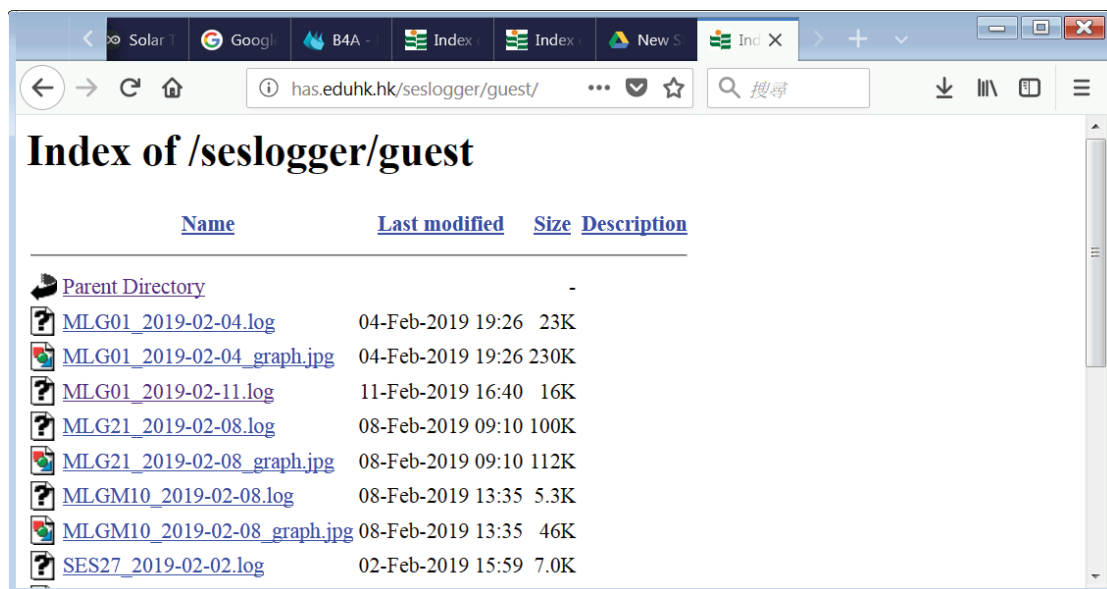 Solar T G Googl B4A - Index Index New S Ind
has.eduhk.hk/seslogger/guest/ 搜尋
Index of /seslogger/guest
Name Last modified Size Description
Parent Directory -
MLG01_2019-02-04.log 04-Feb-2019 19:26 23K
MLG01_2019-02-04_graph.jpg 04-Feb-2019 19:26 230K
MLG01_2019-02-11.log 11-Feb-2019 16:40 16K
MLG21_2019-02-08.log 08-Feb-2019 09:10 100K
MLG21_2019-02-08_graph.jpg 08-Feb-2019 09:10 112K
MLGM10_2019-02-08.log 08-Feb-2019 13:35 5.3K
MLGM10_2019-02-08_graph.jpg 08-Feb-2019 13:35 46K
SES27_2019-02-02.log 02-Feb-2019 15:59 7.0K